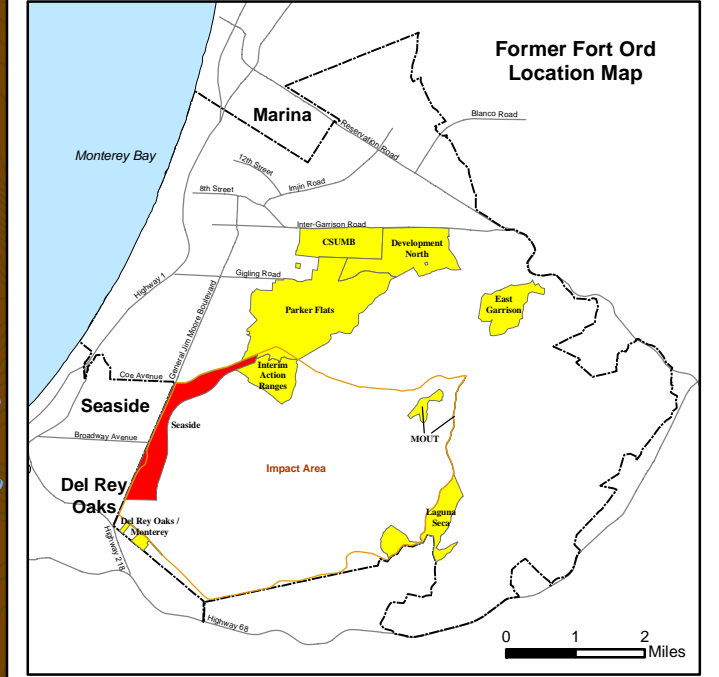 Former Fort Ord
Location Map
Marina
Blanco Road
Reservation Road
Monterey Bay
12th Street
Imjin Road
8th Street
Inter-Garrison Road
CSUMB
Development
North
Gigling Road
Highway 1
General Jim Moore Boulevard
Parker Flats
East
Garrison
Interim
Action
Ranges
Coe Avenue
Seaside
Seaside
MOUT
Broadway Avenue
Impact Area
Del Rey
Oaks
Laguna
Seca
Del Rey Oaks /
Monterey
Highway 218
Highway 68
0 1 2
Miles